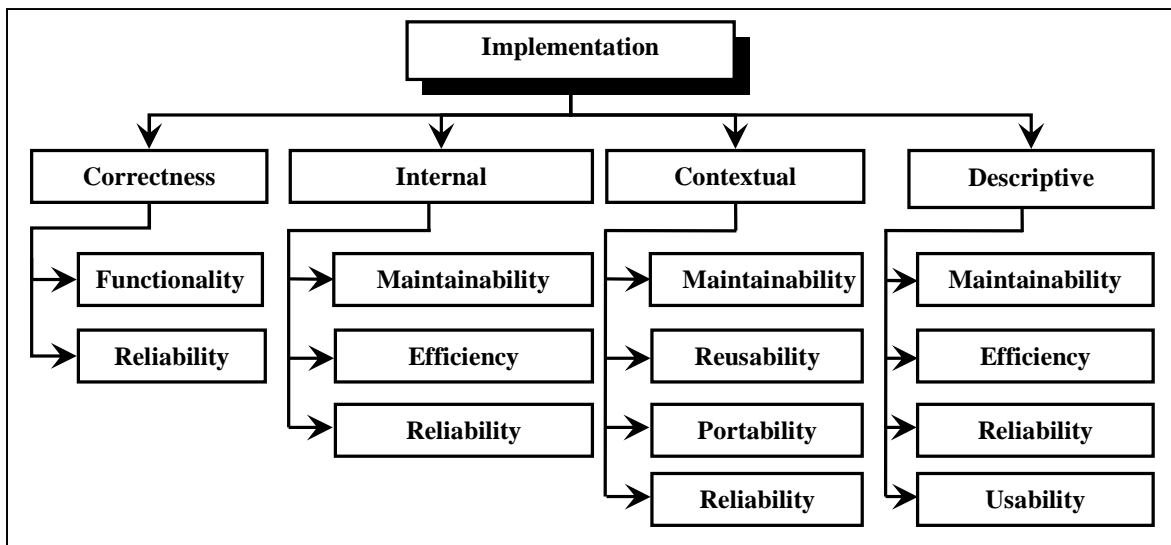 Implementation
Correctness
Internal
Contextual
Descriptive
Functionality
Reliability
Maintainability
Efficiency
Reliability
Maintainability
Reusability
Portability
Reliability
Maintainability
Efficiency
Reliability
Usability